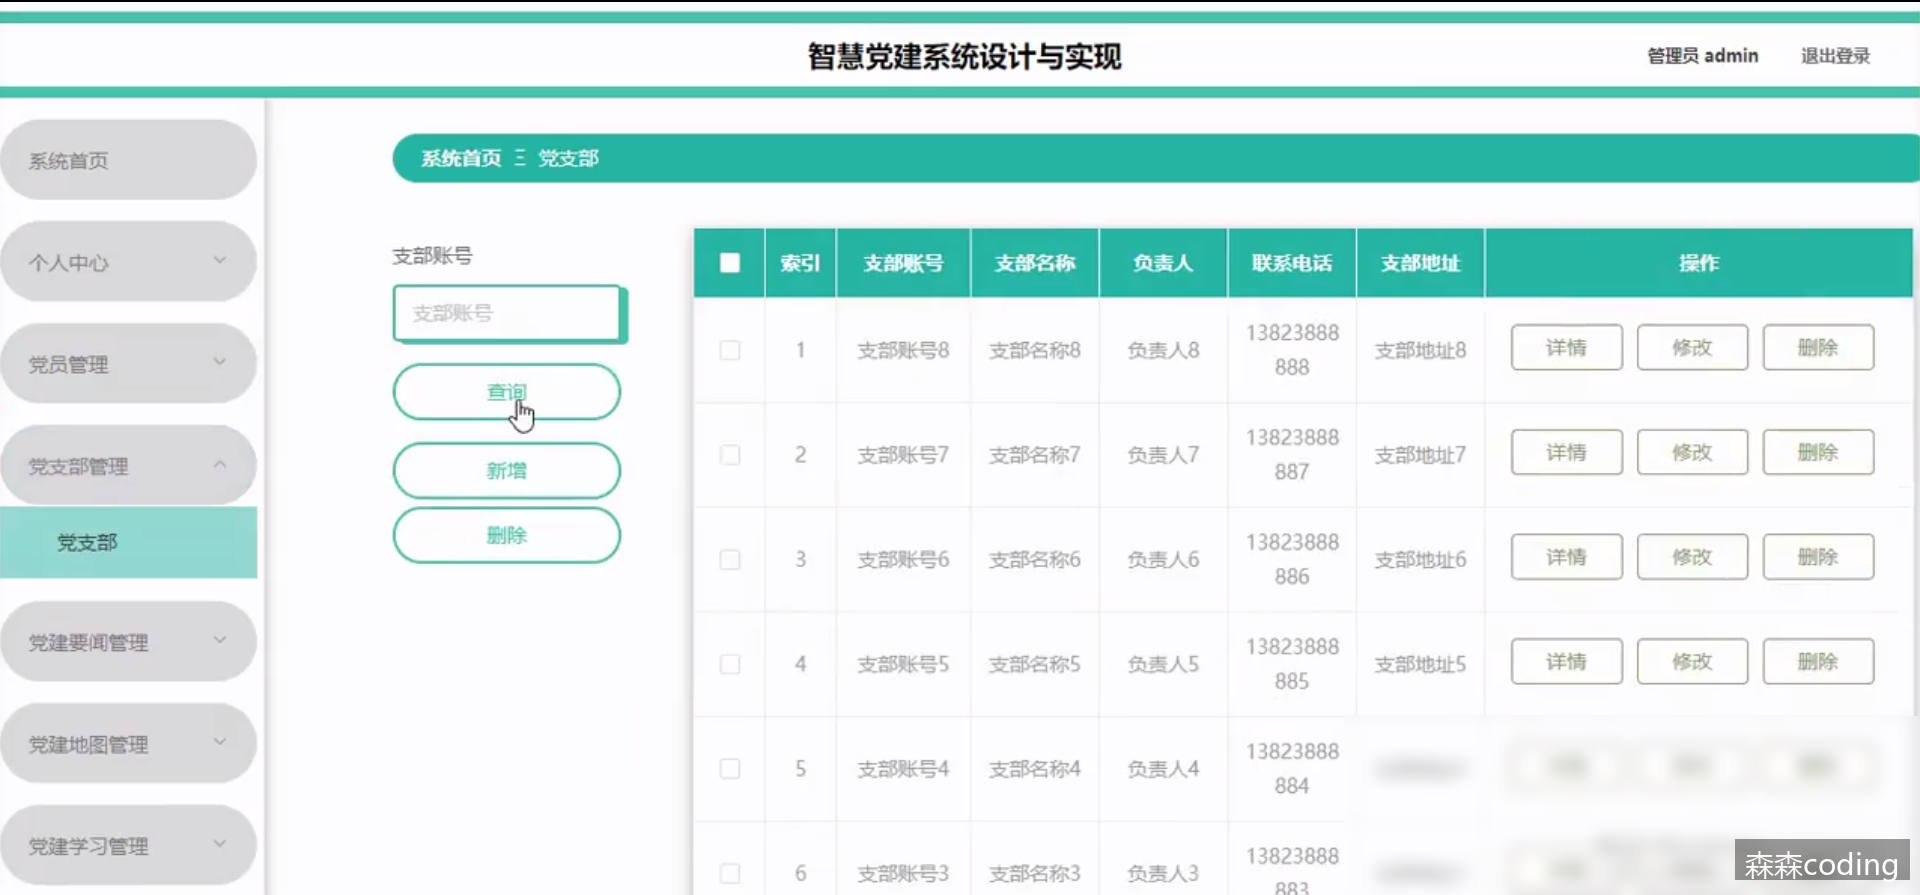 智慧党建系统设计与实现
管理员 admin
退出登录
系统首页
个人中心
党员管理
党支部管理
党支部
党建要闻管理
党建地图管理
党建学习管理
系统首页 Ξ 党支部
支部账号
支部账号
查询
新增
删除
索引 支部账号 支部名称 负责人 联系电话 支部地址 操作
1 支部账号8 支部名称8 负责人8 13823888888 支部地址8 详情 修改 删除
2 支部账号7 支部名称7 负责人7 13823888887 支部地址7 详情 修改 删除
3 支部账号6 支部名称6 负责人6 13823888886 支部地址6 详情 修改 删除
4 支部账号5 支部名称5 负责人5 13823888885 支部地址5 详情 修改 删除
5 支部账号4 支部名称4 负责人4 13823888884
6 支部账号3 支部名称3 负责人3 13823888883
森森coding